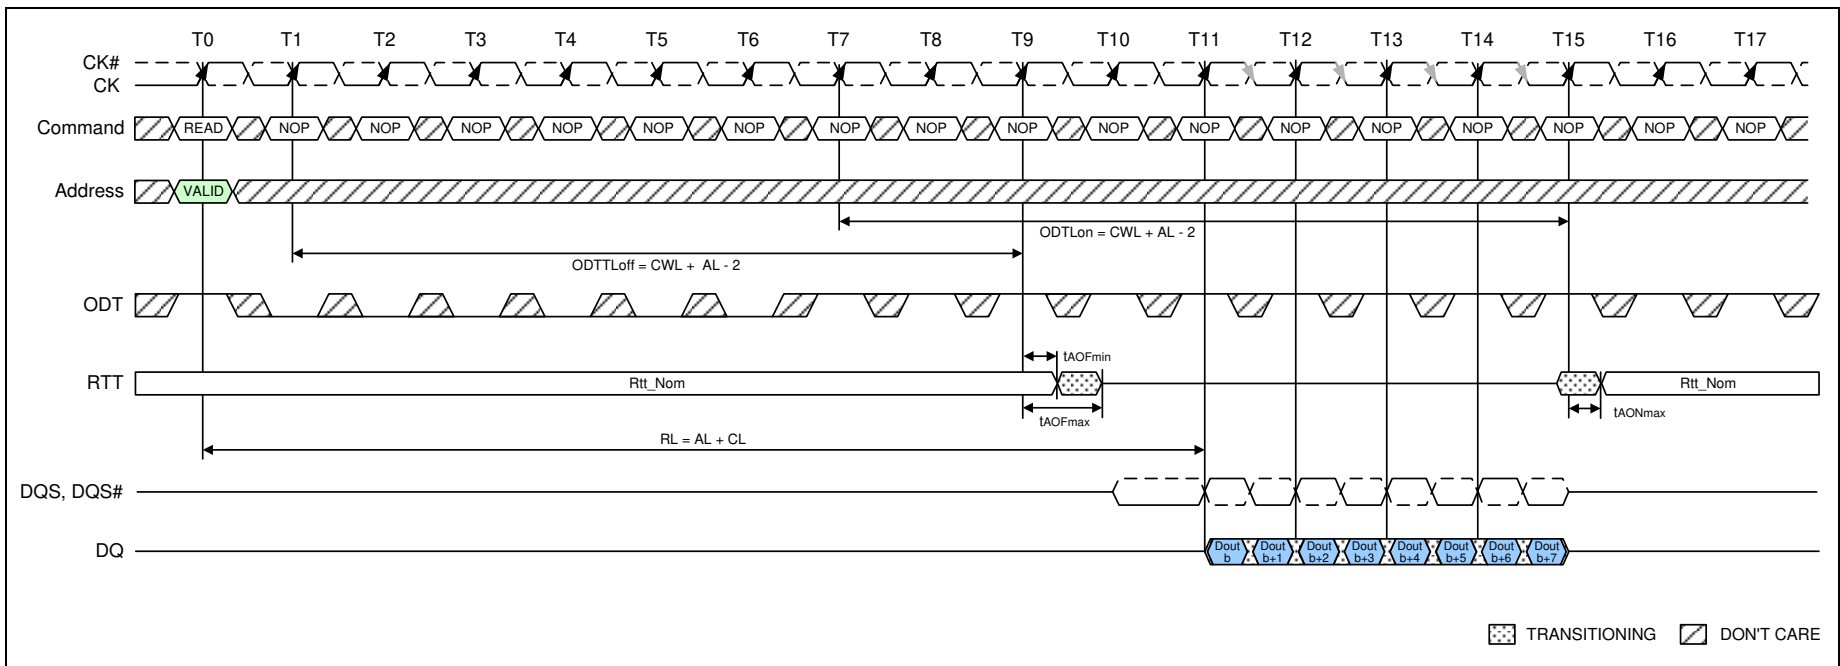 T0 T1 T2 T3 T4 T5 T6 T7 T8 T9 T10 T11 T12 T13 T14 T15 T16 T17
CK#
CK
Command READ NOP NOP NOP NOP NOP NOP NOP NOP NOP NOP NOP NOP NOP NOP NOP NOP NOP
Address VALID
ODTLon = CWL + AL - 2
ODTTLoff = CWL + AL - 2
ODT
tAOFmin
RTT Rtt_Nom Rtt_Nom
tAOFmax tAONmax
RL = AL + CL
DQS, DQS#
DQ
Dout b
Dout b+1
Dout b+2
Dout b+3
Dout b+4
Dout b+5
Dout b+6
Dout b+7
TRANSITIONING DON'T CARE